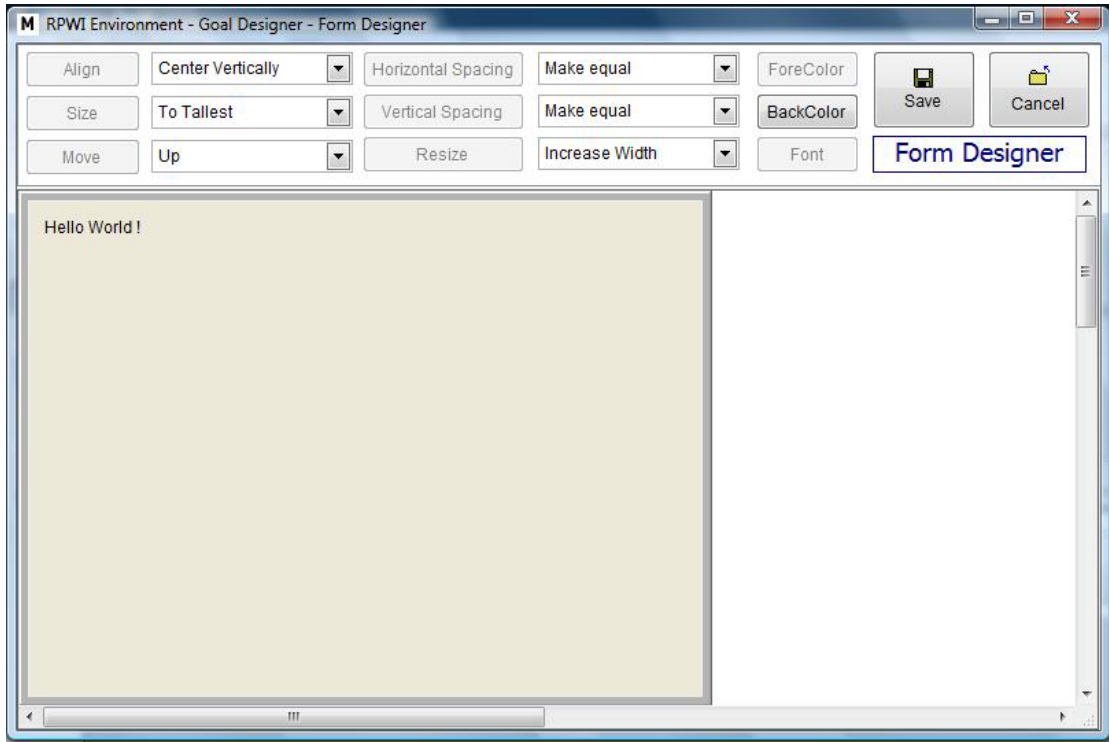 M RPWI Environment - Goal Designer - Form Designer
Align Center Vertically Horizontal Spacing Make equal ForeColor Save Cancel
Size To Tallest Vertical Spacing Make equal BackColor
Move Up Resize Increase Width Font Form Designer
Hello World !